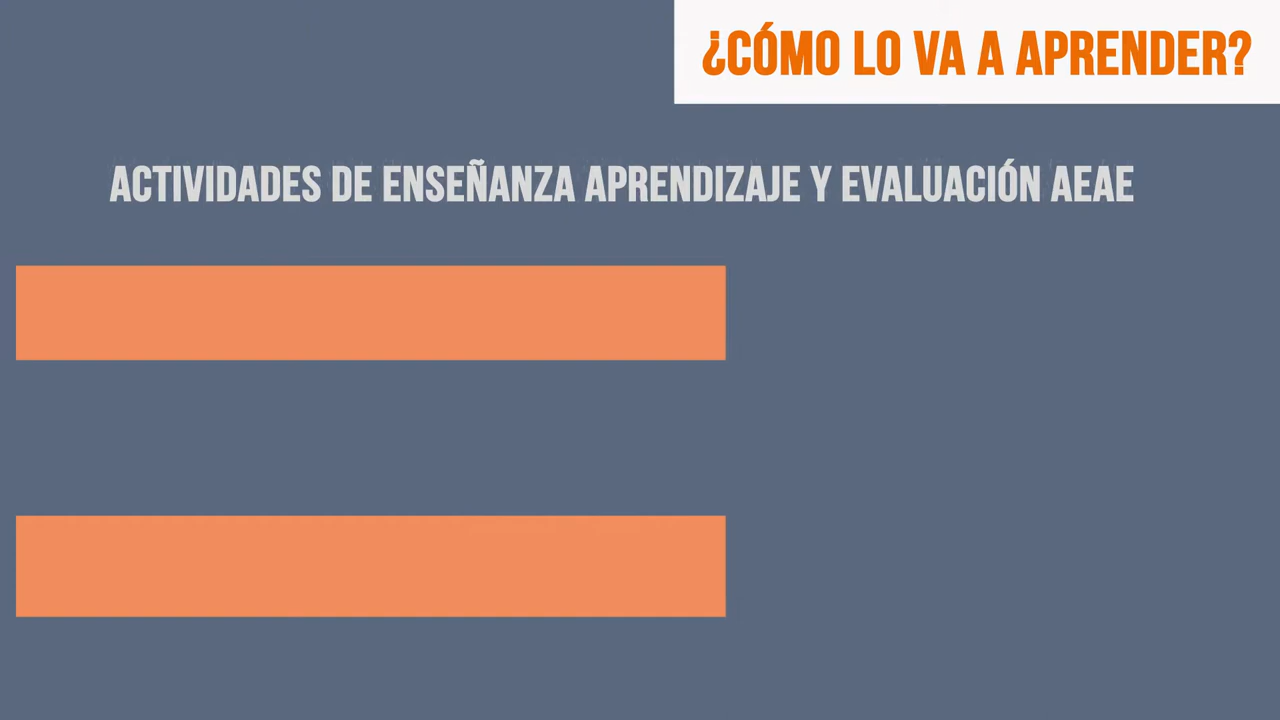 ¿CÓMO LO VA A APRENDER?
ACTIVIDADES DE ENSEÑANZA APRENDIZAJE Y EVALUACIÓN AEAE